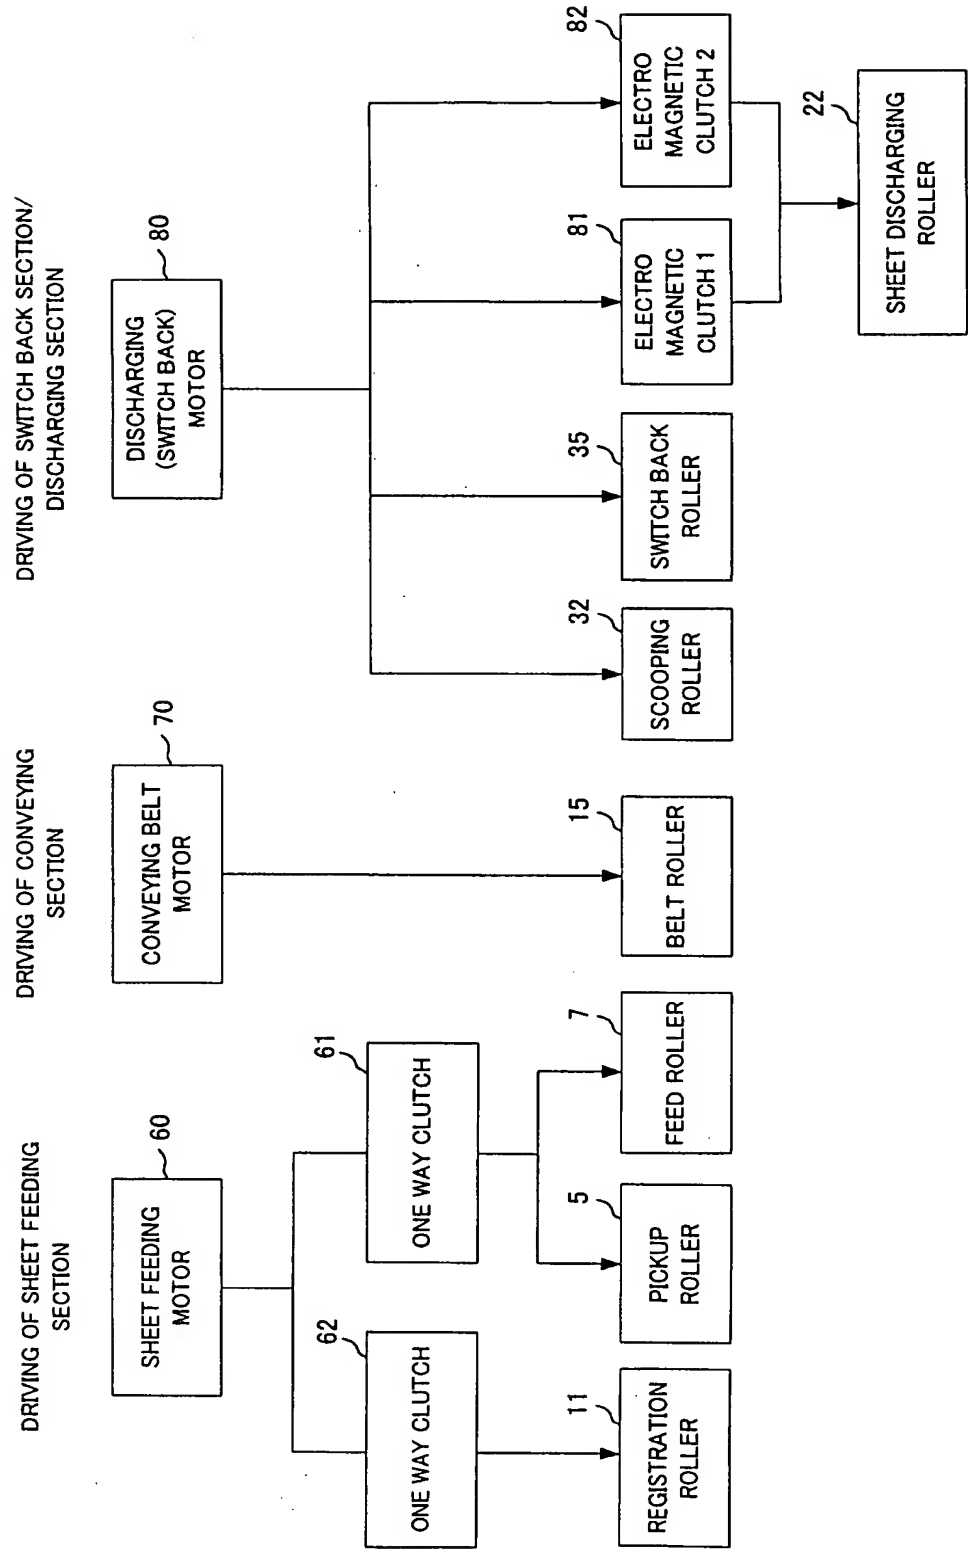 DRIVING OF SHEET FEEDING
SECTION
DRIVING OF CONVEYING
SECTION
DRIVING OF SWITCH BACK SECTION/
DISCHARGING SECTION
60
SHEET FEEDING
MOTOR
70
CONVEYING BELT
MOTOR
80
DISCHARGING
(SWITCH BACK)
MOTOR
62
ONE WAY CLUTCH
61
ONE WAY CLUTCH
11
REGISTRATION
ROLLER
5
PICKUP
ROLLER
7
FEED ROLLER
15
BELT ROLLER
32
SCOOPING
ROLLER
35
SWITCH BACK
ROLLER
81
ELECTRO
MAGNETIC
CLUTCH 1
82
ELECTRO
MAGNETIC
CLUTCH 2
22
SHEET DISCHARGING
ROLLER